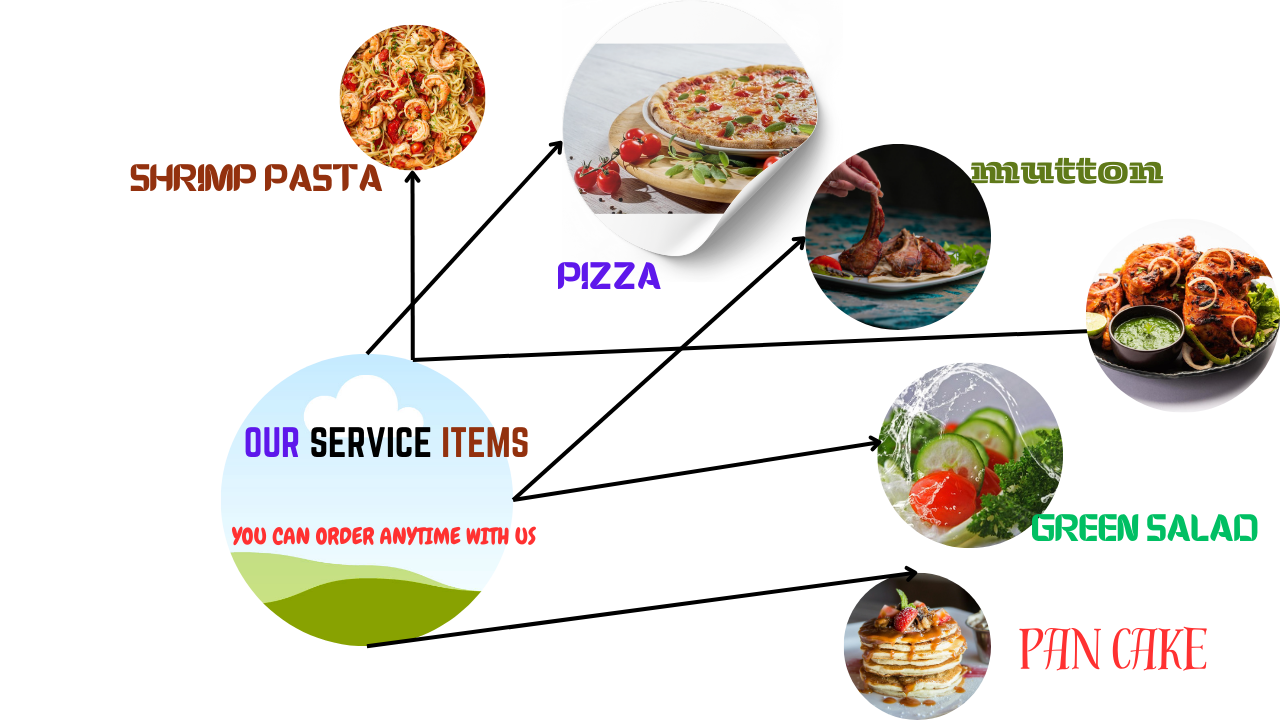 SHRIMP PASTA
mutton
PIZZA
OUR SERVICE ITEMS
YOU CAN ORDER ANYTIME WITH US
GREEN SALAD
PAN CAKE